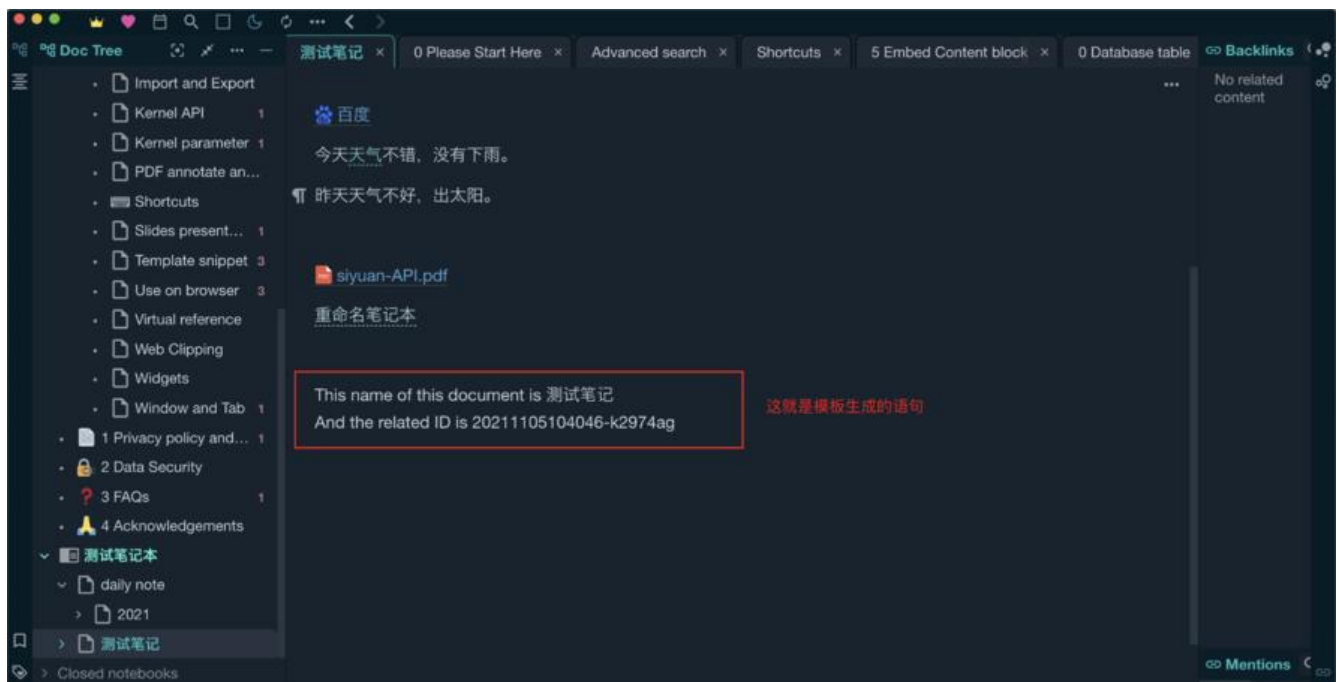 Doc Tree
测试笔记 ×
0 Please Start Here ×
Advanced search ×
Shortcuts ×
5 Embed Content block ×
0 Database table
Backlinks
Import and Export
Kernel API 1
Kernel parameter 1
PDF annotate an...
Shortcuts
Slides present... 1
Template snippet 3
Use on browser 3
Virtual reference
Web Clipping
Widgets
Window and Tab 1
1 Privacy policy and... 1
2 Data Security
3 FAQs 1
4 Acknowledgements
测试笔记本
daily note
2021
测试笔记
Closed notebooks
百度
今天天气不错，没有下雨。
昨天天气不好，出太阳。
siyuan-API.pdf
重命名笔记本
This name of this document is 测试笔记
And the related ID is 20211105104046-k2974ag
这就是模板生成的语句
No related
content
Mentions